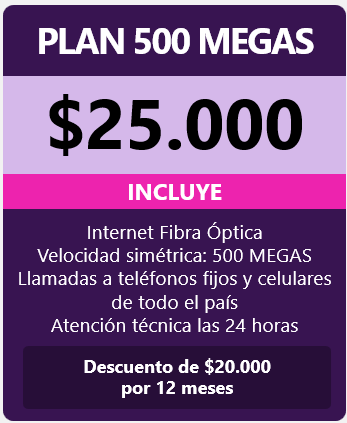 PLAN 500 MEGAS
$25.000
INCLUYE
Internet Fibra Óptica
Velocidad simétrica: 500 MEGAS
Llamadas a teléfonos fijos y celulares
de todo el país
Atención técnica las 24 horas
Descuento de $20.000
por 12 meses